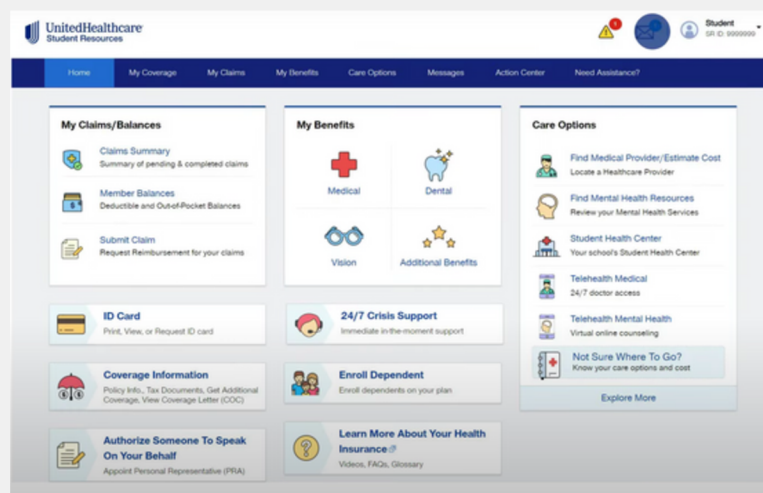 UnitedHealthcare
Student Resources
1
Student
SR ID: 9999999
Home
My Coverage
My Claims
My Benefits
Care Options
Messages
Action Center
Need Assistance?
My Claims/Balances
Claims Summary
Summary of pending & completed claims
Member Balances
Deductible and Out-of-Pocket Balances
Submit Claim
Request Reimbursement for your claims
My Benefits
Medical
Dental
Vision
Additional Benefits
Care Options
Find Medical Provider/Estimate Cost
Locate a Healthcare Provider
Find Mental Health Resources
Review your Mental Health Services
Student Health Center
Your school's Student Health Center
Telehealth Medical
24/7 doctor access
Telehealth Mental Health
Virtual online counseling
Not Sure Where To Go?
Know your care options and cost
Explore More
ID Card
Print, View, or Request ID card
24/7 Crisis Support
Immediate in-the-moment support
Coverage Information
Policy Info., Tax Documents, Get Additional
Coverage, View Coverage Letter (COC)
Enroll Dependent
Enroll dependents on your plan
Authorize Someone To Speak
On Your Behalf
Appoint Personal Representative (PRA)
Learn More About Your Health
Insurance
Videos, FAQs, Glossary